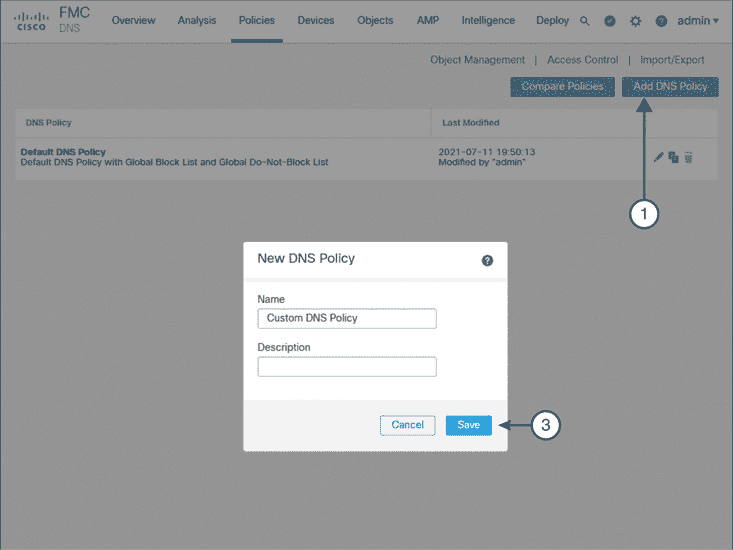 CISCO
FMC
DNS
Overview Analysis Policies Devices Objects AMP Intelligence Deploy ? admin
Object Management | Access Control | Import/Export
Compare Policies Add DNS Policy
DNS Policy Last Modified
Default DNS Policy
Default DNS Policy with Global Block List and Global Do-Not-Block List
2021-07-11 19:50:13
Modified by "admin"
1
New DNS Policy ?
Name
Custom DNS Policy
Description
Cancel Save 3